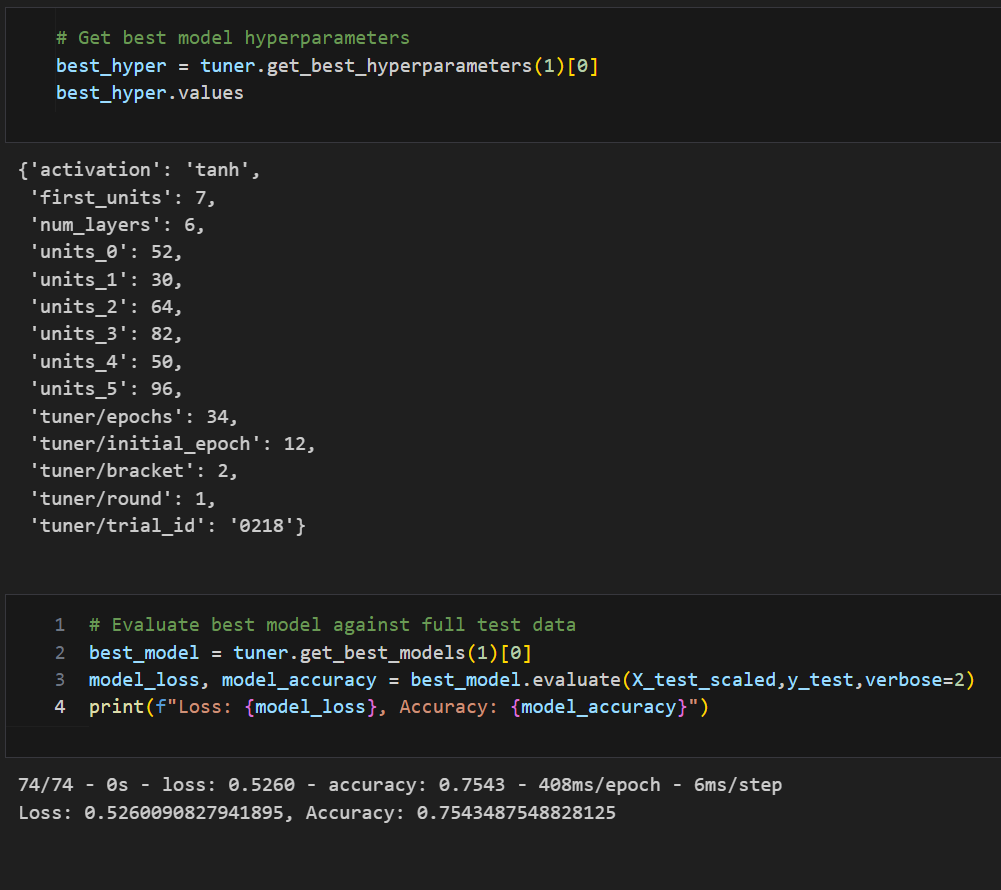 # Get best model hyperparameters
best_hyper = tuner.get_best_hyperparameters(1)[0]
best_hyper.values
{'activation': 'tanh',
 'first_units': 7,
 'num_layers': 6,
 'units_0': 52,
 'units_1': 30,
 'units_2': 64,
 'units_3': 82,
 'units_4': 50,
 'units_5': 96,
 'tuner/epochs': 34,
 'tuner/initial_epoch': 12,
 'tuner/bracket': 2,
 'tuner/round': 1,
 'tuner/trial_id': '0218'}
1 # Evaluate best model against full test data
2 best_model = tuner.get_best_models(1)[0]
3 model_loss, model_accuracy = best_model.evaluate(X_test_scaled,y_test,verbose=2)
4 print(f"Loss: {model_loss}, Accuracy: {model_accuracy}")
74/74 - 0s - loss: 0.5260 - accuracy: 0.7543 - 408ms/epoch - 6ms/step
Loss: 0.5260090827941895, Accuracy: 0.7543487548828125